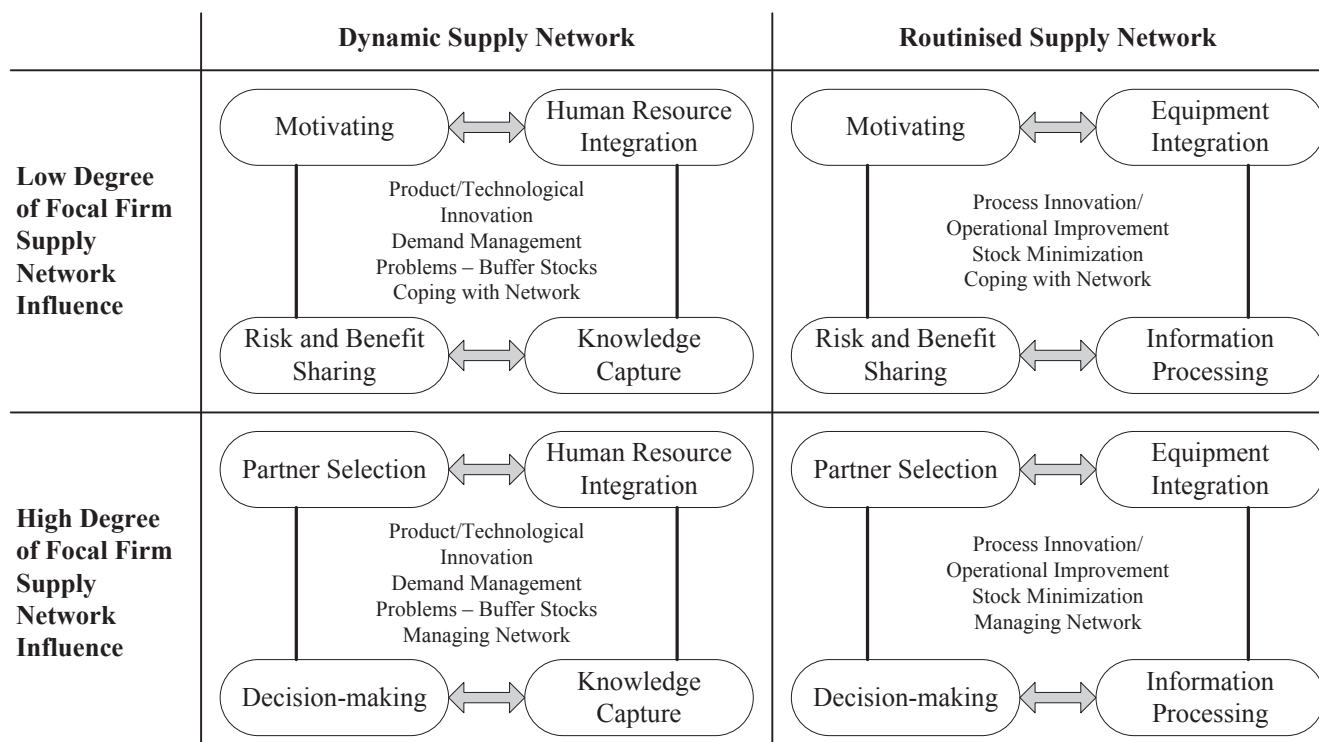 Dynamic Supply Network
Routinised Supply Network
Low Degree
of Focal Firm
Supply
Network
Influence
Motivating
Human Resource
Integration
Product/Technological
Innovation
Demand Management
Problems – Buffer Stocks
Coping with Network
Risk and Benefit
Sharing
Knowledge
Capture
Motivating
Equipment
Integration
Process Innovation/
Operational Improvement
Stock Minimization
Coping with Network
Risk and Benefit
Sharing
Information
Processing
High Degree
of Focal Firm
Supply
Network
Influence
Partner Selection
Human Resource
Integration
Product/Technological
Innovation
Demand Management
Problems – Buffer Stocks
Managing Network
Decision-making
Knowledge
Capture
Partner Selection
Equipment
Integration
Process Innovation/
Operational Improvement
Stock Minimization
Managing Network
Decision-making
Information
Processing